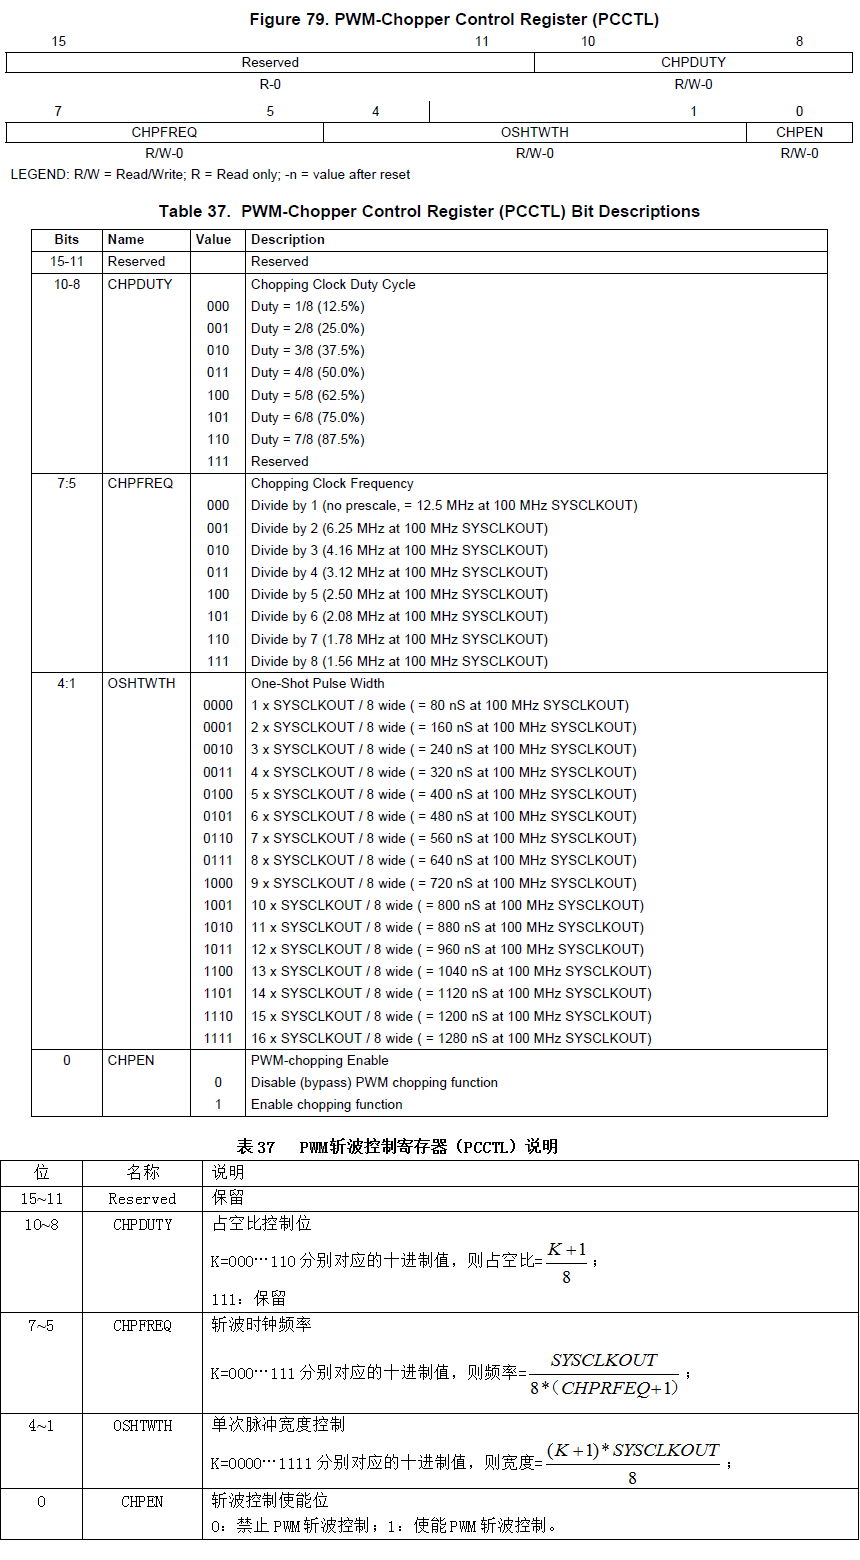 Figure 79. PWM-Chopper Control Register (PCCTL)
15 11 10 8
Reserved CHPDUTY
R-0 R/W-0
7 5 4 1 0
CHPFREQ OSHTWTH CHPEN
R/W-0 R/W-0 R/W-0
LEGEND: R/W = Read/Write; R = Read only; -n = value after reset
Table 37. PWM-Chopper Control Register (PCCTL) Bit Descriptions
Bits Name Value Description
15-11 Reserved Reserved
10-8 CHPDUTY Chopping Clock Duty Cycle
000 Duty = 1/8 (12.5%)
001 Duty = 2/8 (25.0%)
010 Duty = 3/8 (37.5%)
011 Duty = 4/8 (50.0%)
100 Duty = 5/8 (62.5%)
101 Duty = 6/8 (75.0%)
110 Duty = 7/8 (87.5%)
111 Reserved
7:5 CHPFREQ Chopping Clock Frequency
000 Divide by 1 (no prescale, = 12.5 MHz at 100 MHz SYSCLKOUT)
001 Divide by 2 (6.25 MHz at 100 MHz SYSCLKOUT)
010 Divide by 3 (4.16 MHz at 100 MHz SYSCLKOUT)
011 Divide by 4 (3.12 MHz at 100 MHz SYSCLKOUT)
100 Divide by 5 (2.50 MHz at 100 MHz SYSCLKOUT)
101 Divide by 6 (2.08 MHz at 100 MHz SYSCLKOUT)
110 Divide by 7 (1.78 MHz at 100 MHz SYSCLKOUT)
111 Divide by 8 (1.56 MHz at 100 MHz SYSCLKOUT)
4:1 OSHTWTH One-Shot Pulse Width
0000 1 x SYSCLKOUT / 8 wide ( = 80 nS at 100 MHz SYSCLKOUT)
0001 2 x SYSCLKOUT / 8 wide ( = 160 nS at 100 MHz SYSCLKOUT)
0010 3 x SYSCLKOUT / 8 wide ( = 240 nS at 100 MHz SYSCLKOUT)
0011 4 x SYSCLKOUT / 8 wide ( = 320 nS at 100 MHz SYSCLKOUT)
0100 5 x SYSCLKOUT / 8 wide ( = 400 nS at 100 MHz SYSCLKOUT)
0101 6 x SYSCLKOUT / 8 wide ( = 480 nS at 100 MHz SYSCLKOUT)
0110 7 x SYSCLKOUT / 8 wide ( = 560 nS at 100 MHz SYSCLKOUT)
0111 8 x SYSCLKOUT / 8 wide ( = 640 nS at 100 MHz SYSCLKOUT)
1000 9 x SYSCLKOUT / 8 wide ( = 720 nS at 100 MHz SYSCLKOUT)
1001 10 x SYSCLKOUT / 8 wide ( = 800 nS at 100 MHz SYSCLKOUT)
1010 11 x SYSCLKOUT / 8 wide ( = 880 nS at 100 MHz SYSCLKOUT)
1011 12 x SYSCLKOUT / 8 wide ( = 960 nS at 100 MHz SYSCLKOUT)
1100 13 x SYSCLKOUT / 8 wide ( = 1040 nS at 100 MHz SYSCLKOUT)
1101 14 x SYSCLKOUT / 8 wide ( = 1120 nS at 100 MHz SYSCLKOUT)
1110 15 x SYSCLKOUT / 8 wide ( = 1200 nS at 100 MHz SYSCLKOUT)
1111 16 x SYSCLKOUT / 8 wide ( = 1280 nS at 100 MHz SYSCLKOUT)
0 CHPEN PWM-chopping Enable
0 Disable (bypass) PWM chopping function
1 Enable chopping function
表 37 PWM斩波控制寄存器（PCCTL）说明
位 名称 说明
15~11 Reserved 保留
10~8 CHPDUTY 占空比控制位
K=000…110 分别对应的十进制值，则占空比=\frac{K+1}{8}；
111：保留
7~5 CHPFREQ 斩波时钟频率
K=000…111 分别对应的十进制值，则频率=\frac{SYSCLKOUT}{8*（CHPRFEQ+1）}；
4~1 OSHTWTH 单次脉冲宽度控制
K=0000…1111 分别对应的十进制值，则宽度=\frac{(K+1)*SYSCLKOUT}{8}；
0 CHPEN 斩波控制使能位
0：禁止 PWM 斩波控制；1：使能 PWM 斩波控制。